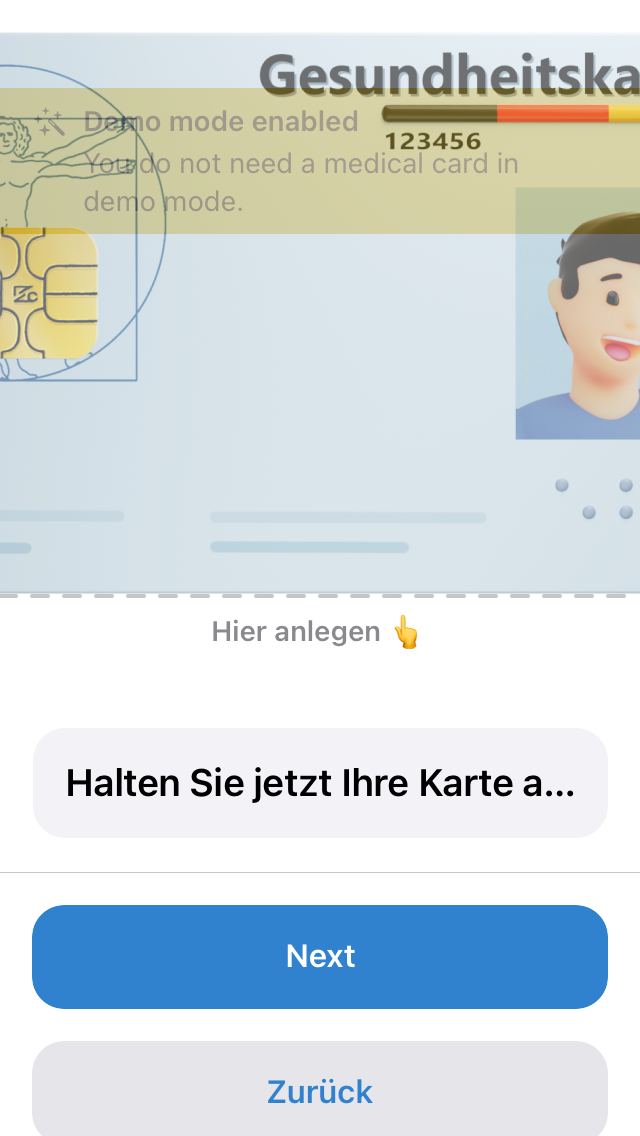 Gesundheitska
Demo mode enabled
123456
You do not need a medical card in
demo mode.
Hier anlegen 👆
Halten Sie jetzt Ihre Karte a...
Next
Zurück